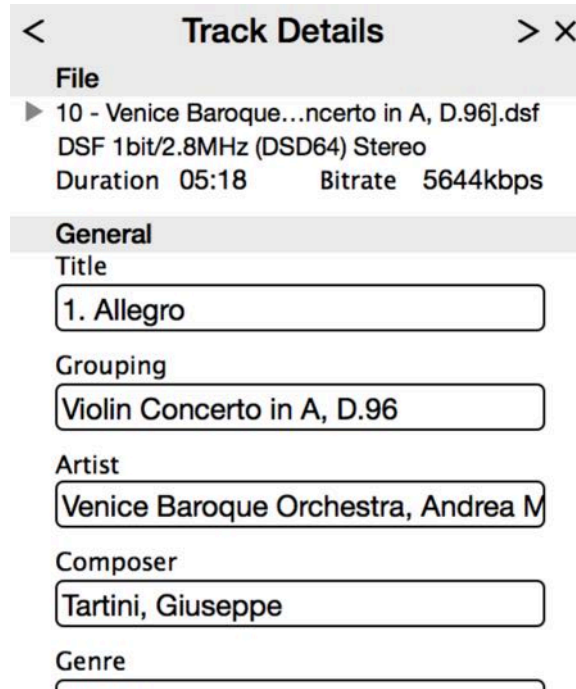 < Track Details > ×
File
10 - Venice Baroque...ncerto in A, D.96].dsf
DSF 1bit/2.8MHz (DSD64) Stereo
Duration 05:18 Bitrate 5644kbps
General
Title
1. Allegro
Grouping
Violin Concerto in A, D.96
Artist
Venice Baroque Orchestra, Andrea M
Composer
Tartini, Giuseppe
Genre